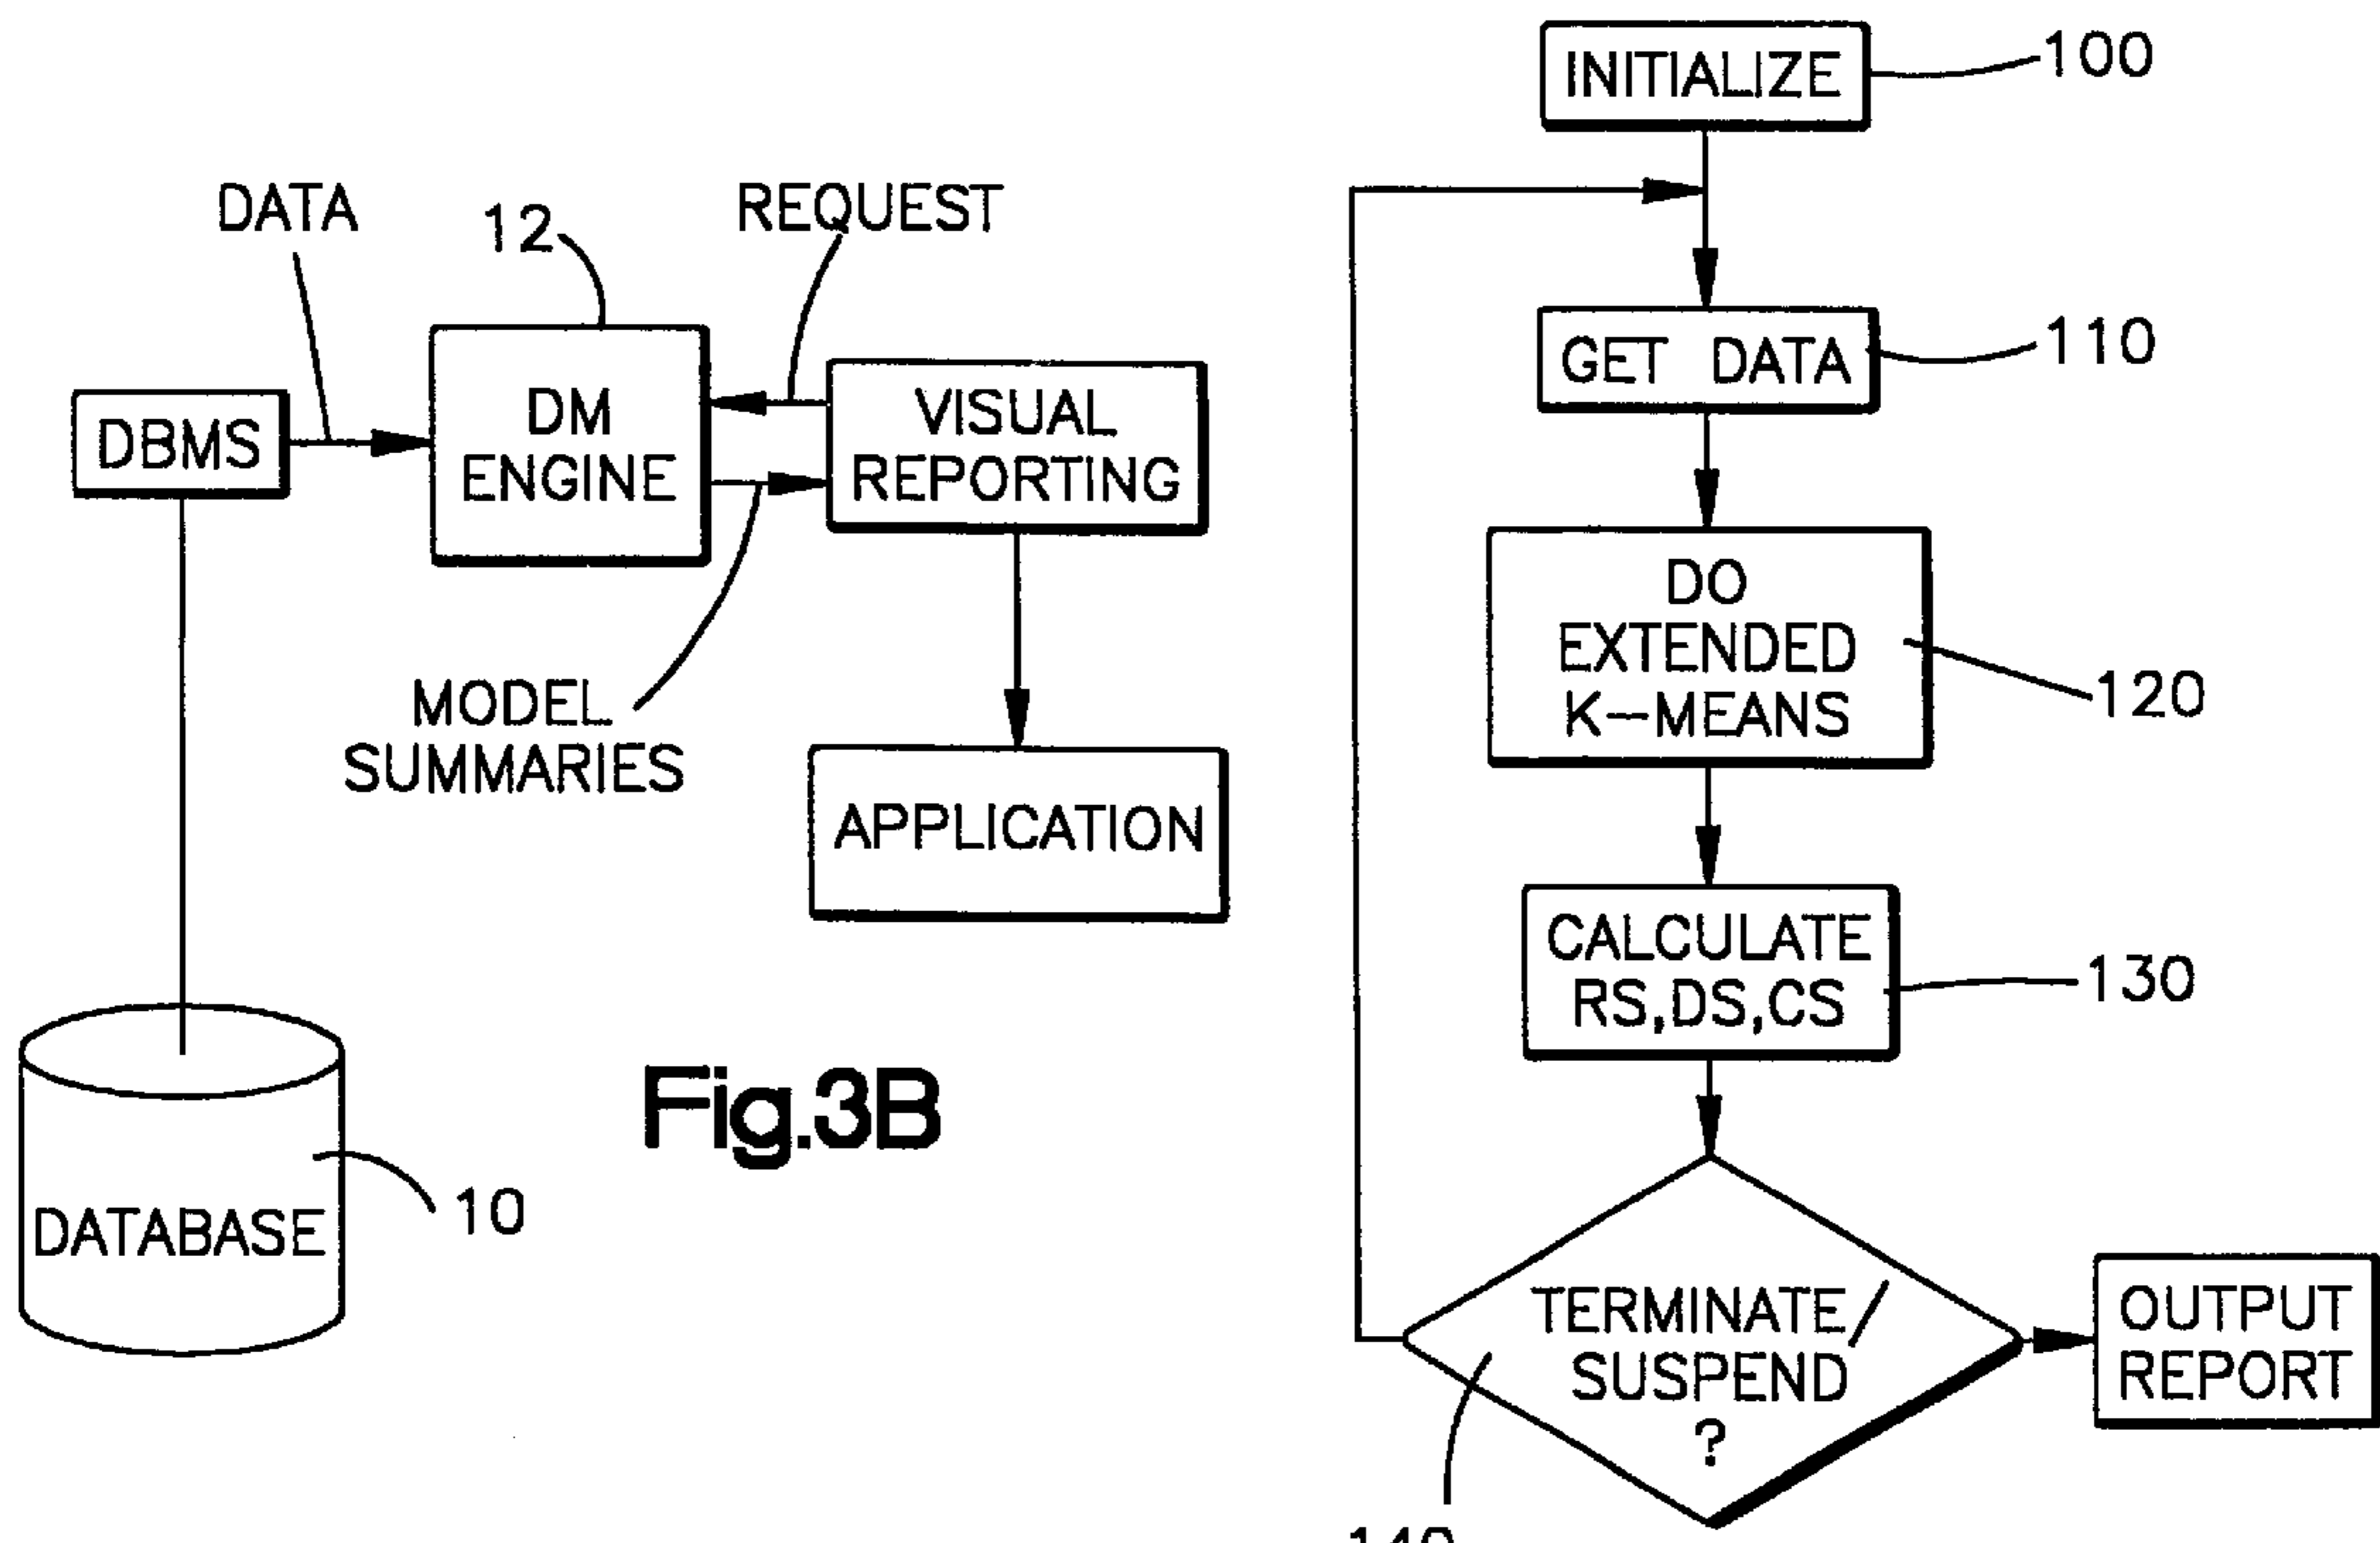 DATA
12
REQUEST
DBMS
DM
ENGINE
VISUAL
REPORTING
MODEL
SUMMARIES
APPLICATION
DATABASE
10
Fig.3B
INITIALIZE
100
GET DATA
110
DO
EXTENDED
K-MEANS
120
CALCULATE
RS,DS,CS
130
TERMINATE/
SUSPEND
?
OUTPUT
REPORT